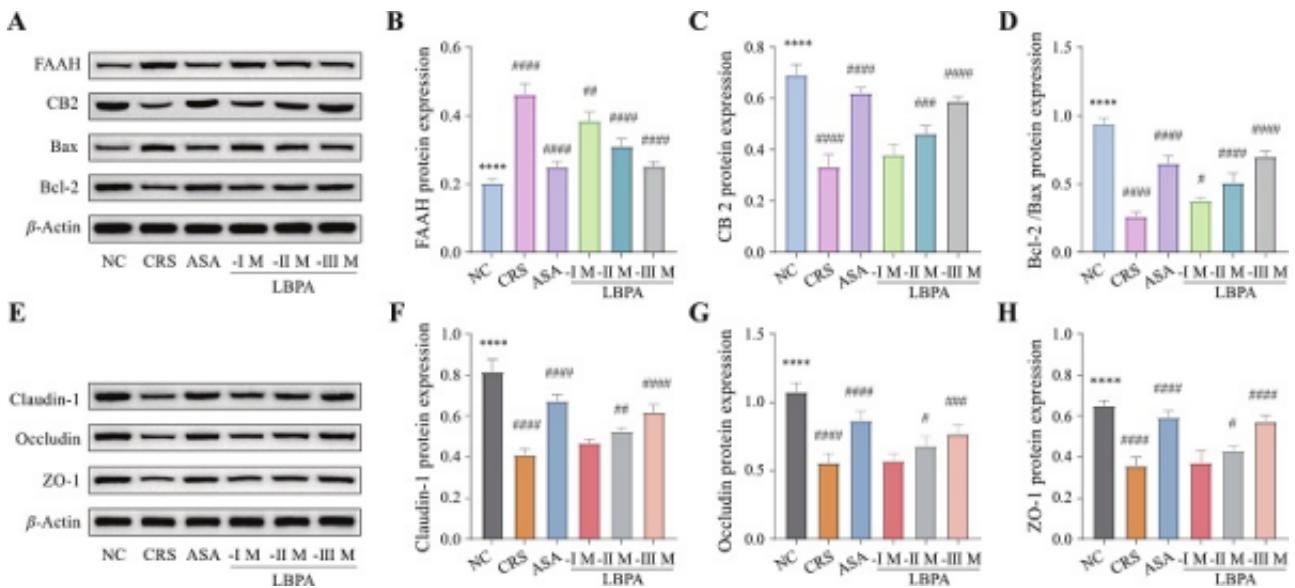 A
FAAH
CB2
Bax
Bcl-2
β-Actin
NC CRS ASA -I M -II M -III M
LBPA
B
FAAH protein expression
0.6
0.4
0.2
0.0
****
####
####
##
####
####
NC CRS ASA -I M -II M -III M
LBPA
C
CB 2 protein expression
0.8
0.6
0.4
0.2
0.0
****
####
####
###
####
NC CRS ASA -I M -II M -III M
LBPA
D
Bcl-2 /Bax protein expression
1.5
1.0
0.5
0.0
****
####
####
#
####
####
NC CRS ASA -I M -II M -III M
LBPA
E
Claudin-1
Occludin
ZO-1
β-Actin
NC CRS ASA -I M -II M -III M
LBPA
F
Claudin-1 protein expression
1.0
0.8
0.6
0.4
0.2
0.0
****
####
####
##
####
NC CRS ASA -I M -II M -III M
LBPA
G
Occludin protein expression
1.5
1.0
0.5
0.0
****
####
####
#
###
NC CRS ASA -I M -II M -III M
LBPA
H
ZO-1 protein expression
1.0
0.8
0.6
0.4
0.2
0.0
****
####
####
#
####
NC CRS ASA -I M -II M -III M
LBPA